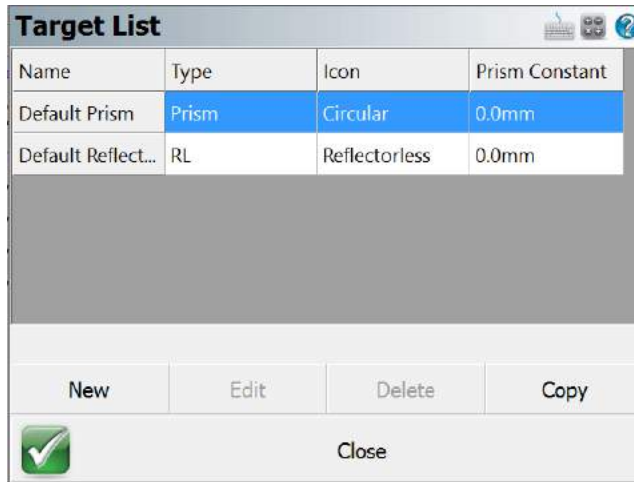 Target List
Name Type Icon Prism Constant
Default Prism Prism Circular 0.0mm
Default Reflect... RL Reflectorless 0.0mm
New Edit Delete Copy
Close